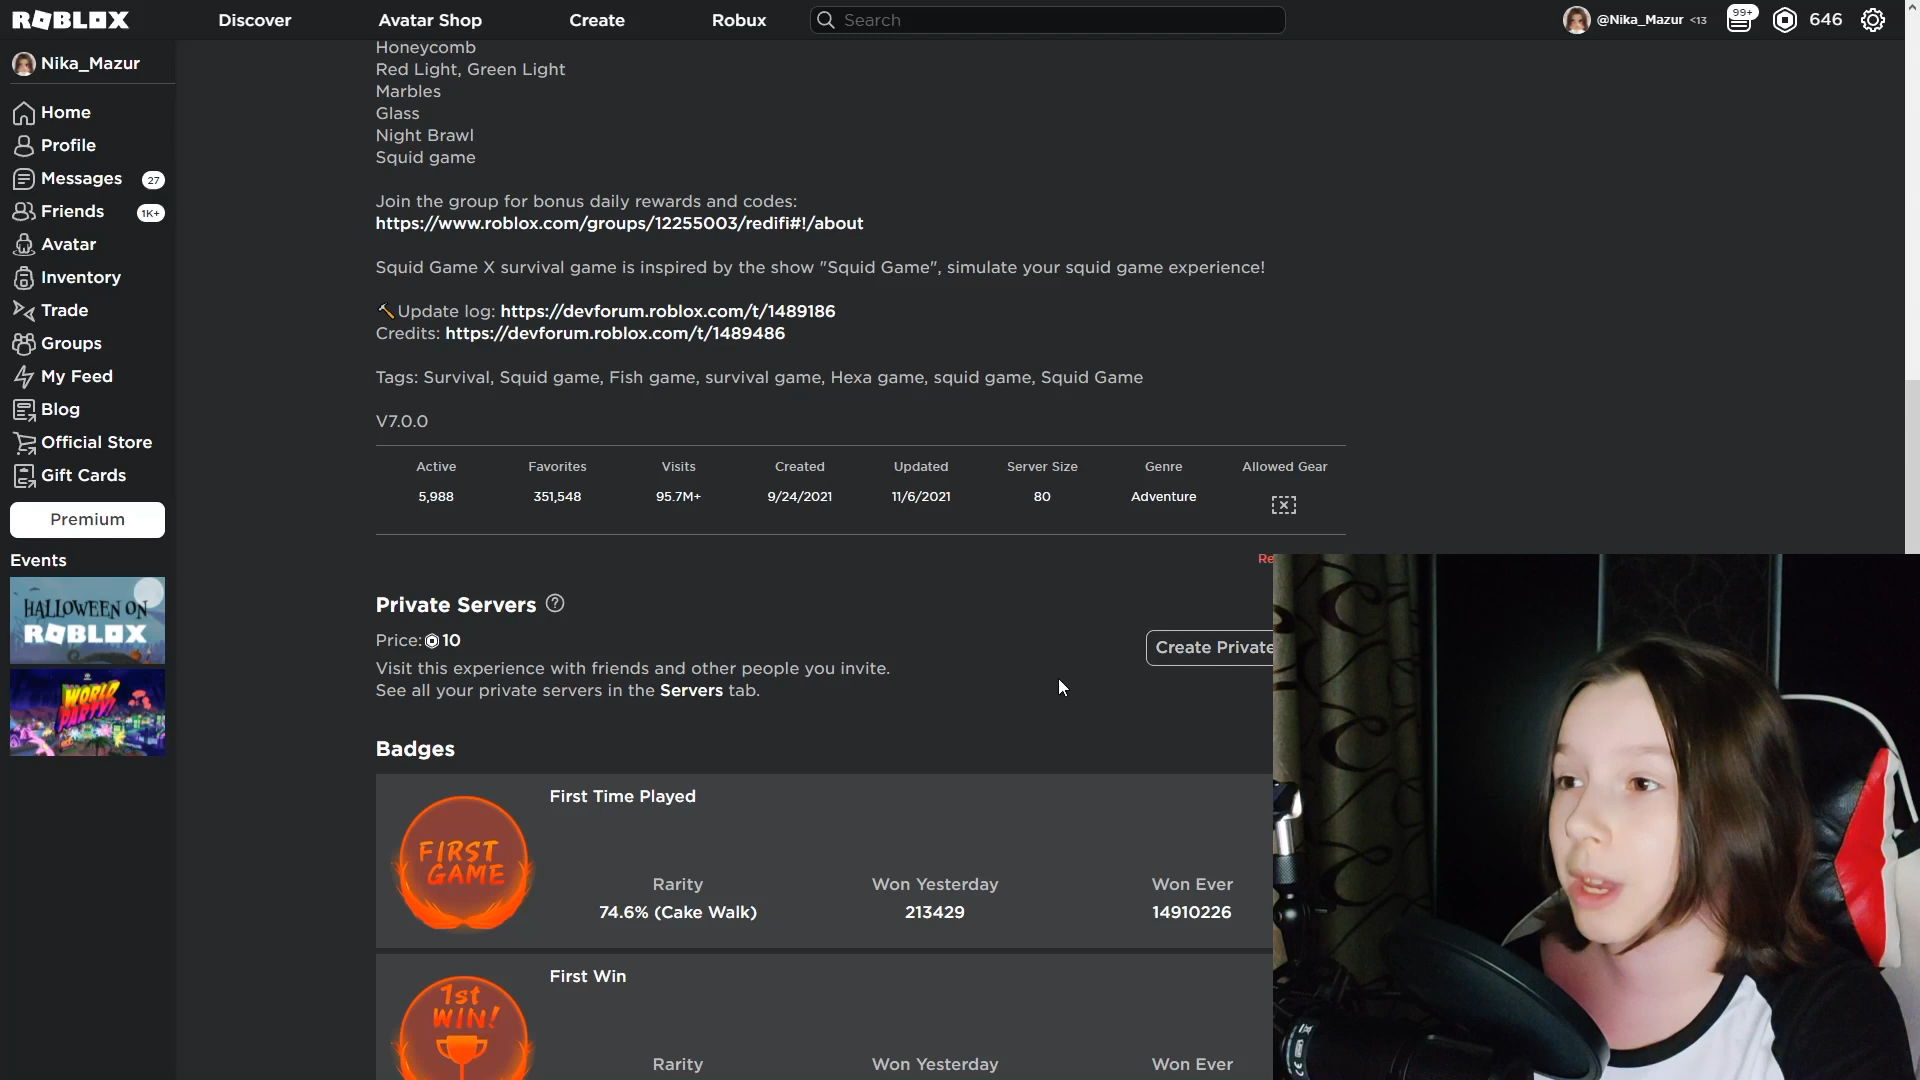 ROBLOX
Discover
Avatar Shop
Create
Robux
Search
@Nika_Mazur <13
99+
646
Nika_Mazur
Home
Profile
Messages 27
Friends 1K+
Avatar
Inventory
Trade
Groups
My Feed
Blog
Official Store
Gift Cards
Premium
Events
HALLOWEEN ON
ROBLOX
WORLD
PARTY!
Honeycomb
Red Light, Green Light
Marbles
Glass
Night Brawl
Squid game
Join the group for bonus daily rewards and codes:
https://www.roblox.com/groups/12255003/redifi#!/about
Squid Game X survival game is inspired by the show "Squid Game", simulate your squid game experience!
Update log: https://devforum.roblox.com/t/1489186
Credits: https://devforum.roblox.com/t/1489486
Tags: Survival, Squid game, Fish game, survival game, Hexa game, squid game, Squid Game
V7.0.0
Active Favorites Visits Created Updated Server Size Genre Allowed Gear
5,988 351,548 95.7M+ 9/24/2021 11/6/2021 80 Adventure
Re
Private Servers
Price: 10
Create Private
Visit this experience with friends and other people you invite.
See all your private servers in the Servers tab.
Badges
FIRST
GAME
First Time Played
Rarity Won Yesterday Won Ever
74.6% (Cake Walk) 213429 14910226
1st
WIN!
First Win
Rarity Won Yesterday Won Ever